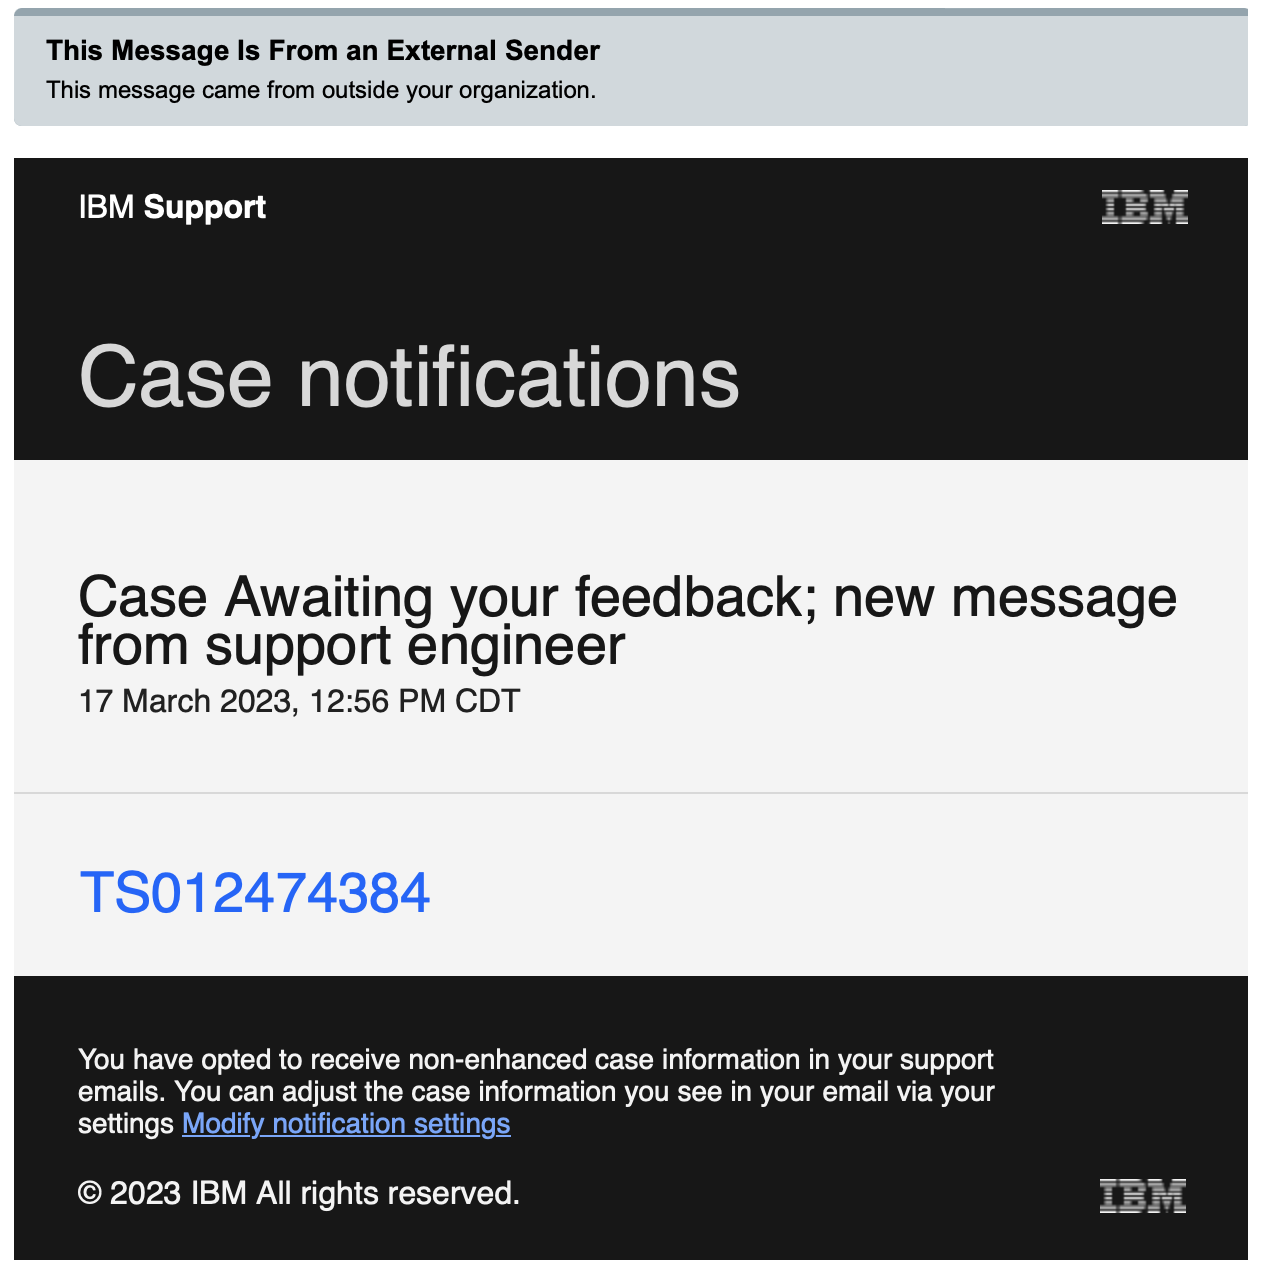 This Message Is From an External Sender
This message came from outside your organization.
IBM Support
IBM
Case notifications
Case Awaiting your feedback; new message
from support engineer
17 March 2023, 12:56 PM CDT
TS012474384
You have opted to receive non-enhanced case information in your support
emails. You can adjust the case information you see in your email via your
settings Modify notification settings
© 2023 IBM All rights reserved.
IBM